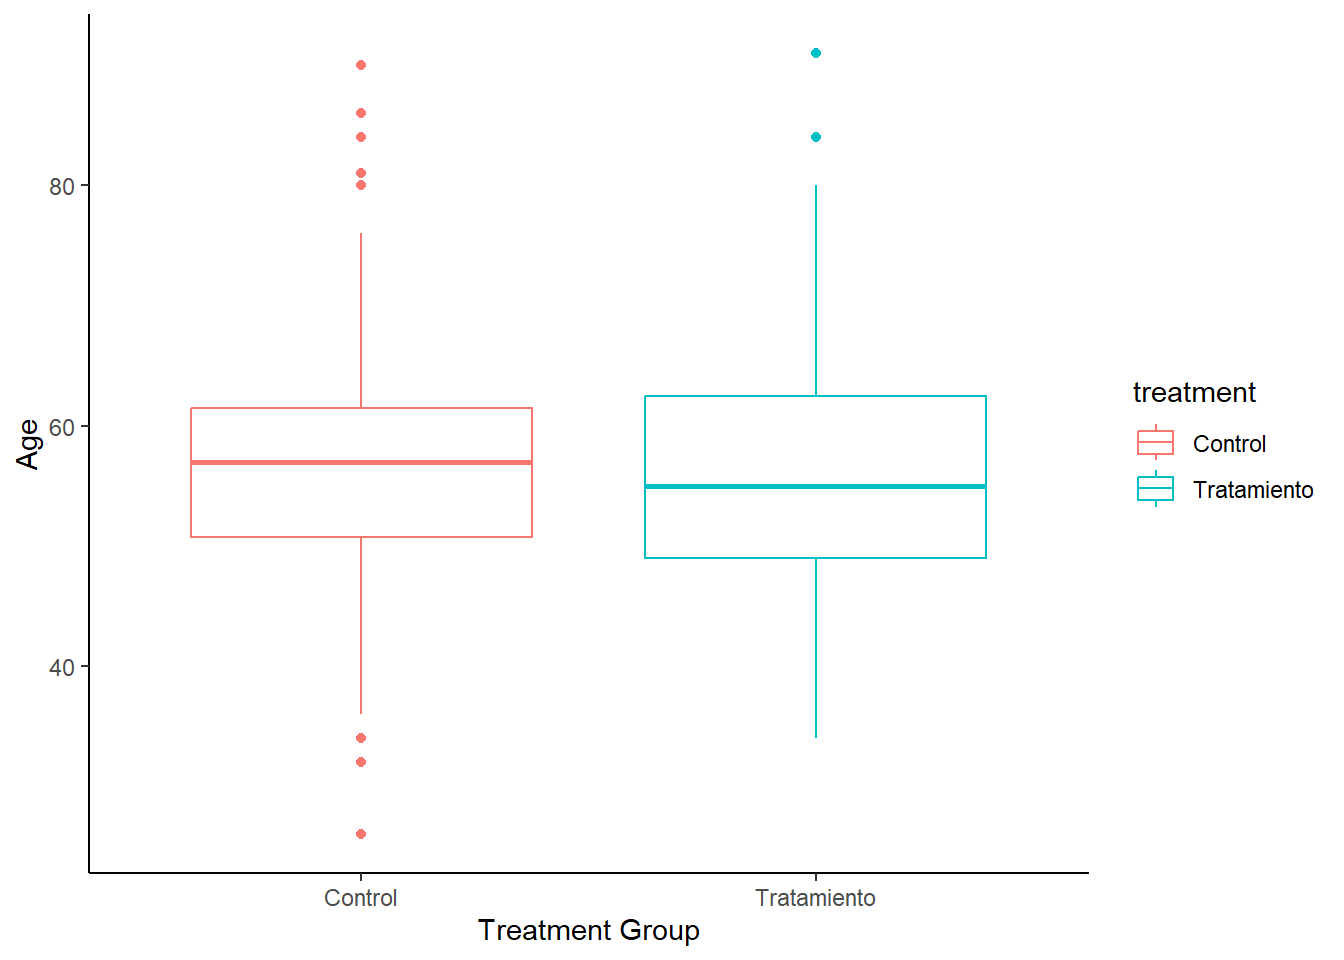 Age
80
60
40
Control
Tratamiento
Treatment Group
treatment
Control
Tratamiento